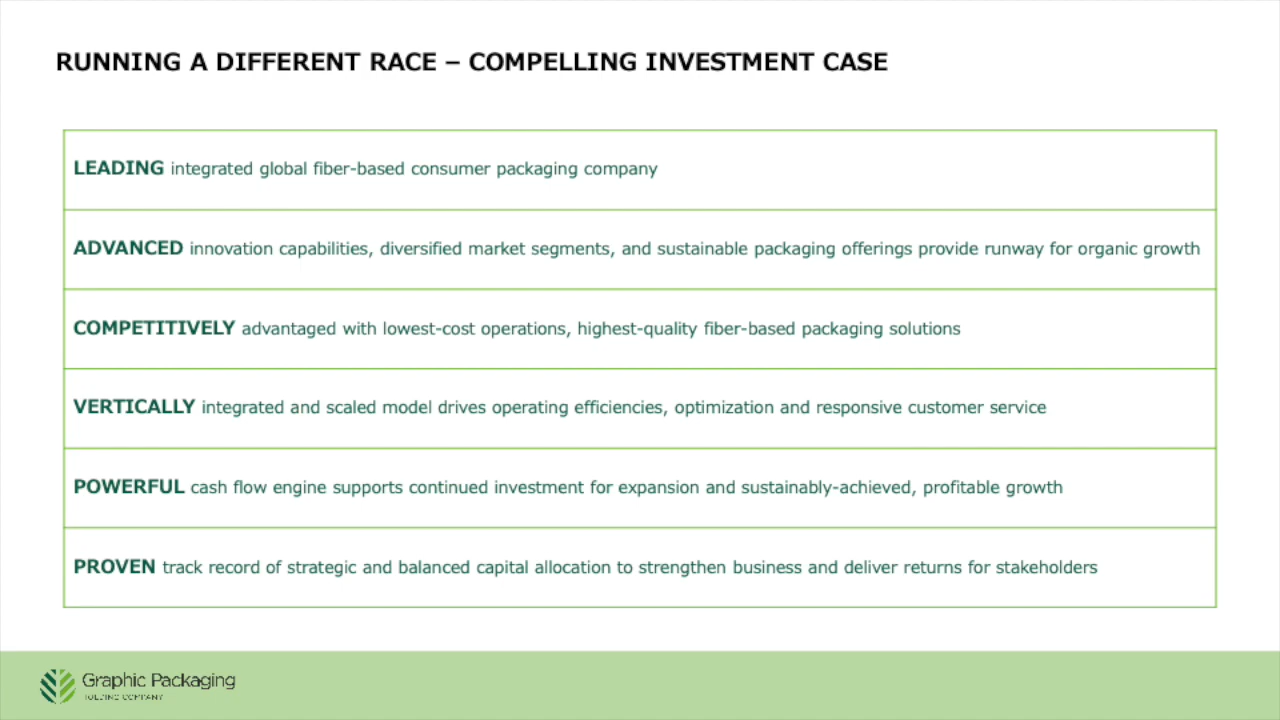 RUNNING A DIFFERENT RACE – COMPELLING INVESTMENT CASE
LEADING integrated global fiber-based consumer packaging company
ADVANCED innovation capabilities, diversified market segments, and sustainable packaging offerings provide runway for organic growth
COMPETITIVELY advantaged with lowest-cost operations, highest-quality fiber-based packaging solutions
VERTICALLY integrated and scaled model drives operating efficiencies, optimization and responsive customer service
POWERFUL cash flow engine supports continued investment for expansion and sustainably-achieved, profitable growth
PROVEN track record of strategic and balanced capital allocation to strengthen business and deliver returns for stakeholders
Graphic Packaging
HOLDING COMPANY